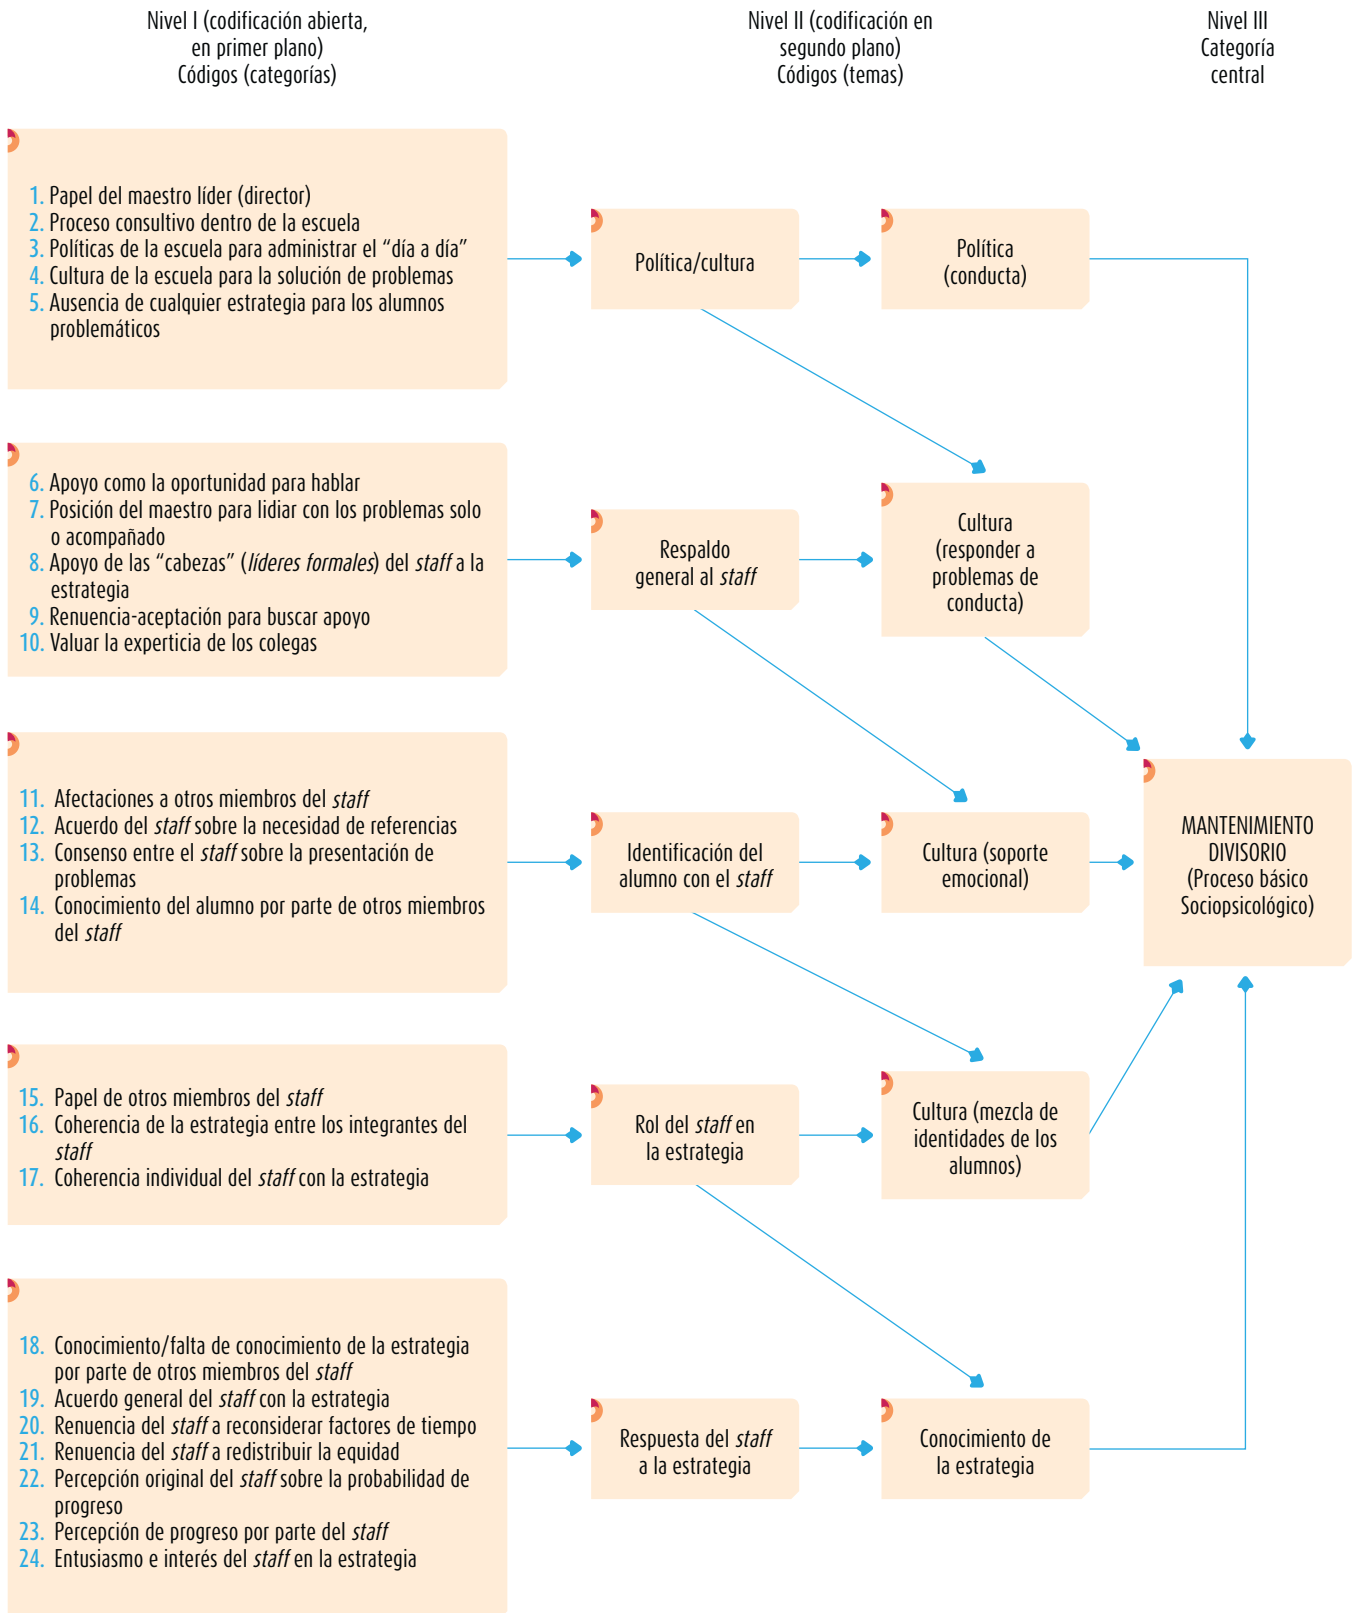 Nivel I (codificación abierta,
en primer plano)
Códigos (categorías)
Nivel II (codificación en
segundo plano)
Códigos (temas)
Nivel III
Categoría
central
1. Papel del maestro líder (director)
2. Proceso consultivo dentro de la escuela
3. Políticas de la escuela para administrar el “día a día”
4. Cultura de la escuela para la solución de problemas
5. Ausencia de cualquier estrategia para los alumnos
problemáticos
Política/cultura
Política
(conducta)
6. Apoyo como la oportunidad para hablar
7. Posición del maestro para lidiar con los problemas solo
o acompañado
8. Apoyo de las “cabezas” (líderes formales) del staff a la
estrategia
9. Renuencia-aceptación para buscar apoyo
10. Valuar la experticia de los colegas
Respaldo
general al staff
Cultura
(responder a
problemas de
conducta)
11. Afectaciones a otros miembros del staff
12. Acuerdo del staff sobre la necesidad de referencias
13. Consenso entre el staff sobre la presentación de
problemas
14. Conocimiento del alumno por parte de otros miembros
del staff
Identificación del
alumno con el staff
Cultura (soporte
emocional)
MANTENIMIENTO
DIVISORIO
(Proceso básico
Sociopsicológico)
15. Papel de otros miembros del staff
16. Coherencia de la estrategia entre los integrantes del
staff
17. Coherencia individual del staff con la estrategia
Rol del staff en
la estrategia
Cultura (mezcla de
identidades de los
alumnos)
18. Conocimiento/falta de conocimiento de la estrategia
por parte de otros miembros del staff
19. Acuerdo general del staff con la estrategia
20. Renuencia del staff a reconsiderar factores de tiempo
21. Renuencia del staff a redistribuir la equidad
22. Percepción original del staff sobre la probabilidad de
progreso
23. Percepción de progreso por parte del staff
24. Entusiasmo e interés del staff en la estrategia
Respuesta del staff
a la estrategia
Conocimiento de
la estrategia